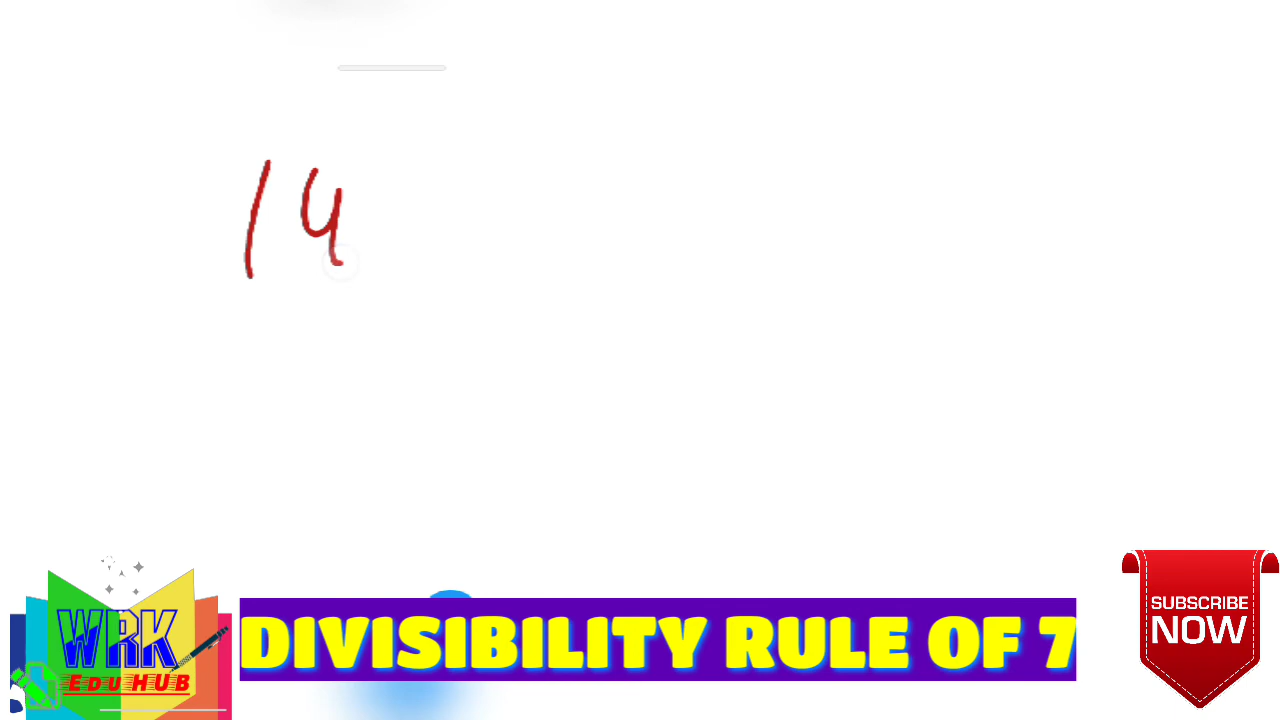 14
WRK
EDU HUB
DIVISIBILITY RULE OF 7
SUBSCRIBE
NOW